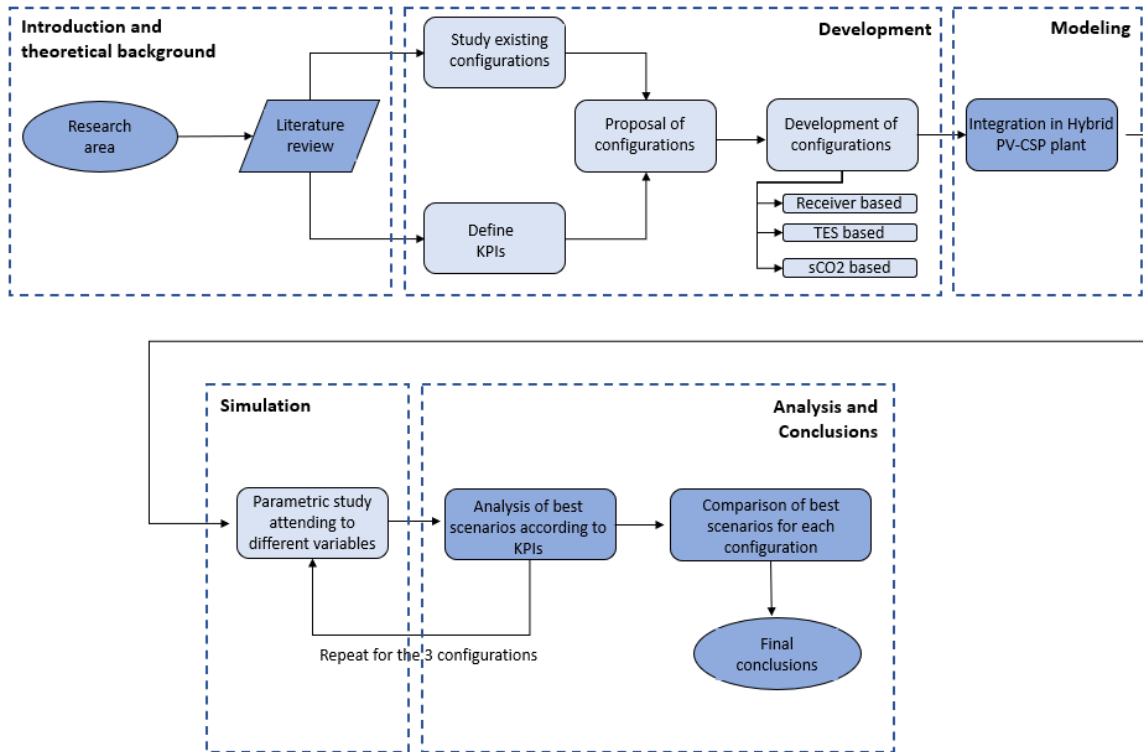 Introduction and
theoretical background
Research
area
Literature
review
Development
Study existing
configurations
Define
KPIs
Proposal of
configurations
Development of
configurations
Receiver based
TES based
sCO2 based
Modeling
Integration in Hybrid
PV-CSP plant
Simulation
Parametric study
attending to
different variables
Analysis and
Conclusions
Analysis of best
scenarios according to
KPIs
Comparison of best
scenarios for each
configuration
Repeat for the 3 configurations
Final
conclusions